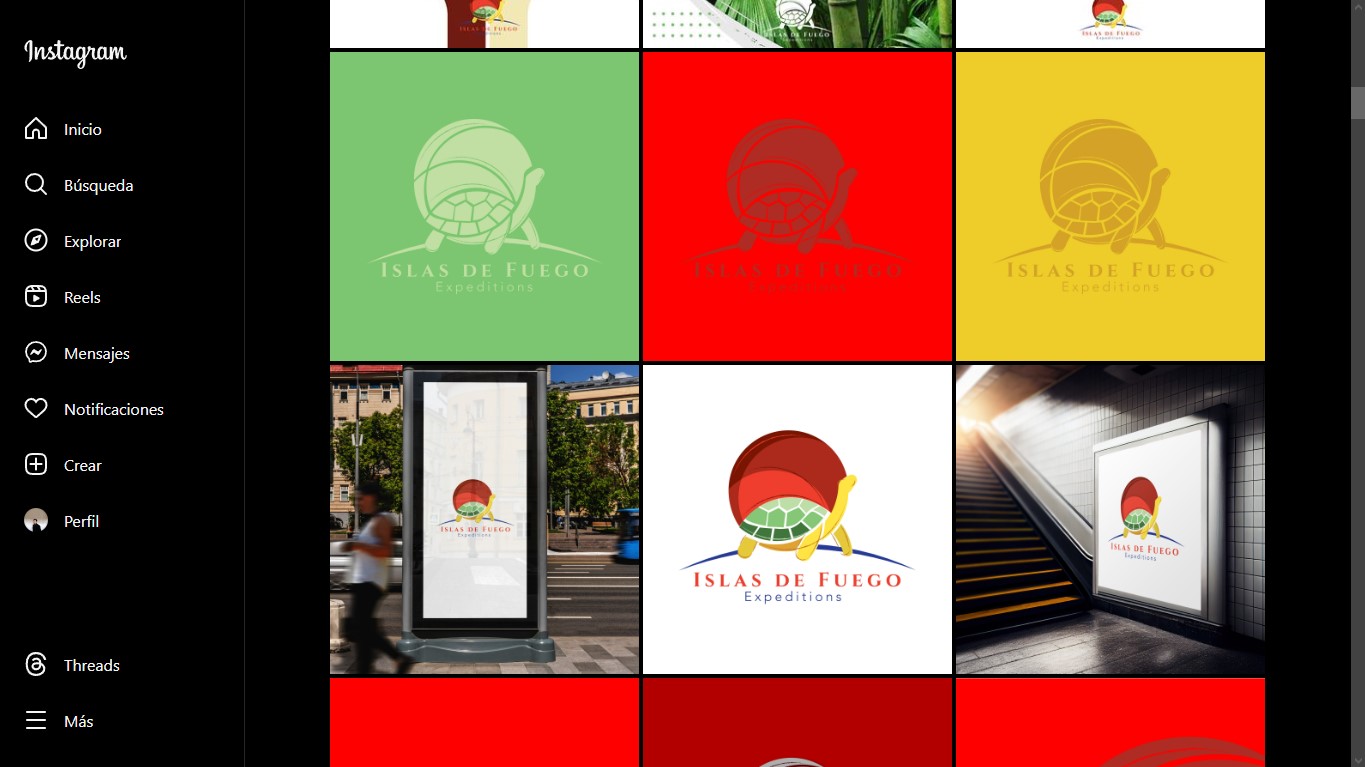 Instagram
Inicio
Búsqueda
Explorar
Reels
Mensajes
Notificaciones
Crear
Perfil
Threads
Más
ISLAS DE FUEGO
Expeditions
ISLAS DE FUEGO
Expeditions
ISLAS DE FUEGO
Expeditions
ISLAS DE FUEGO
Expeditions
ISLAS DE FUEGO
Expeditions
ISLAS DE FUEGO
Expeditions